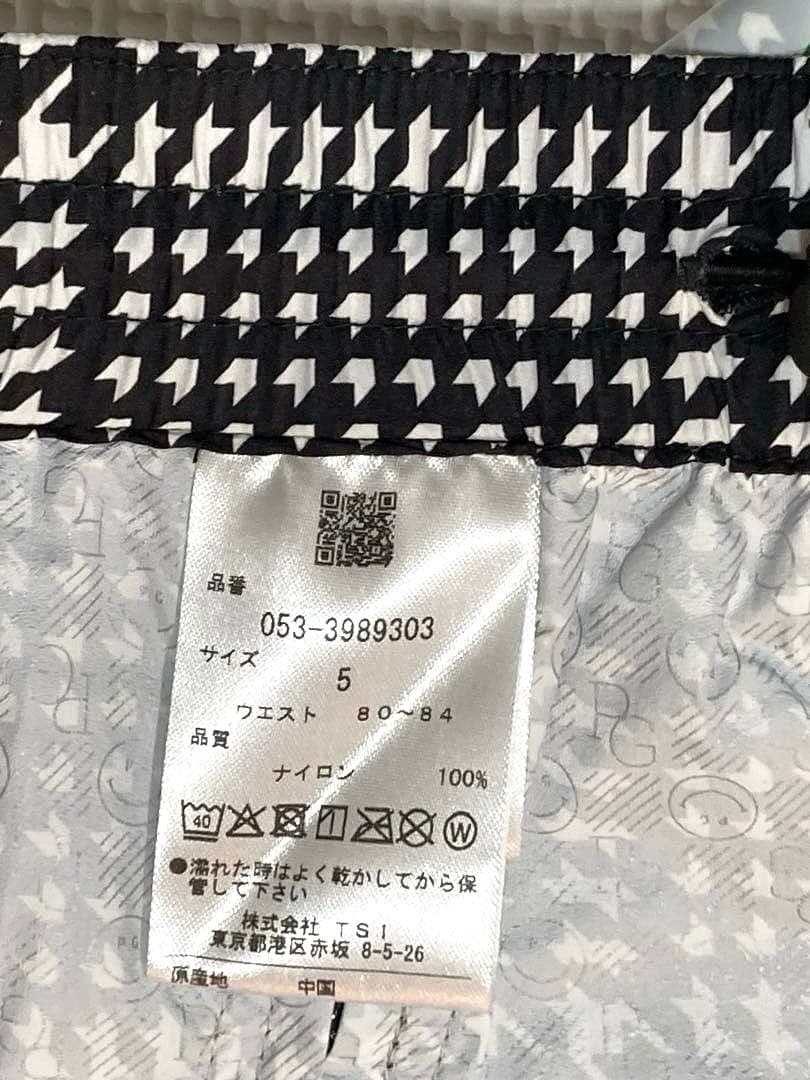 品番
053-3989303
サイズ
5
ウエスト 80~84
品質
ナイロン 100%
40
W
●濡れた時はよく乾かしてから保
管して下さい
株式会社 TSI
東京都港区赤坂 8-5-26
原産地 中国
PG